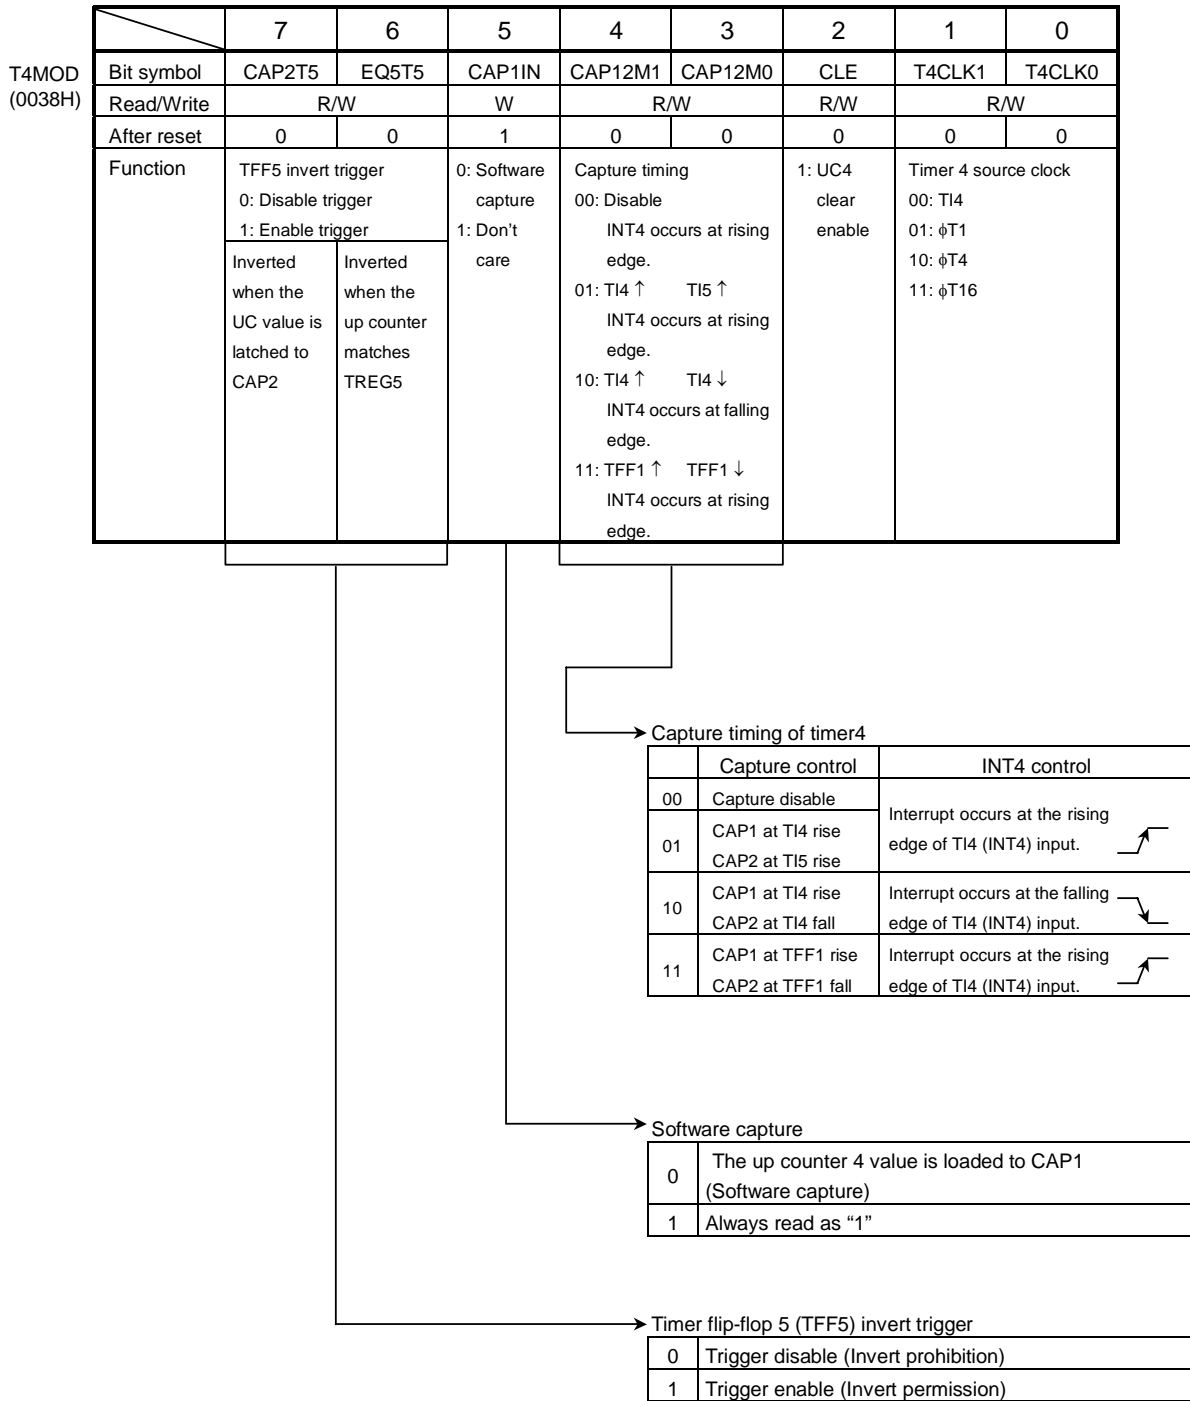 7 6 5 4 3 2 1 0
T4MOD
(0038H)
Bit symbol CAP2T5 EQ5T5 CAP1IN CAP12M1 CAP12M0 CLE T4CLK1 T4CLK0
Read/Write R/W W R/W R/W R/W
After reset 0 0 1 0 0 0 0 0
Function
TFF5 invert trigger
0: Disable trigger
1: Enable trigger
Inverted
when the
UC value is
latched to
CAP2
Inverted
when the
up counter
matches
TREG5
0: Software
capture
1: Don't
care
Capture timing
00: Disable
INT4 occurs at rising
edge.
01: TI4 ↑ TI5 ↑
INT4 occurs at rising
edge.
10: TI4 ↑ TI4 ↓
INT4 occurs at falling
edge.
11: TFF1 ↑ TFF1 ↓
INT4 occurs at rising
edge.
1: UC4
clear
enable
Timer 4 source clock
00: TI4
01: ϕT1
10: ϕT4
11: ϕT16
Capture timing of timer4
Capture control INT4 control
00 Capture disable
01
CAP1 at TI4 rise
CAP2 at TI5 rise
Interrupt occurs at the rising
edge of TI4 (INT4) input.
10
CAP1 at TI4 rise
CAP2 at TI4 fall
Interrupt occurs at the falling
edge of TI4 (INT4) input.
11
CAP1 at TFF1 rise
CAP2 at TFF1 fall
Interrupt occurs at the rising
edge of TI4 (INT4) input.
Software capture
0
The up counter 4 value is loaded to CAP1
(Software capture)
1 Always read as “1”
Timer flip-flop 5 (TFF5) invert trigger
0 Trigger disable (Invert prohibition)
1 Trigger enable (Invert permission)